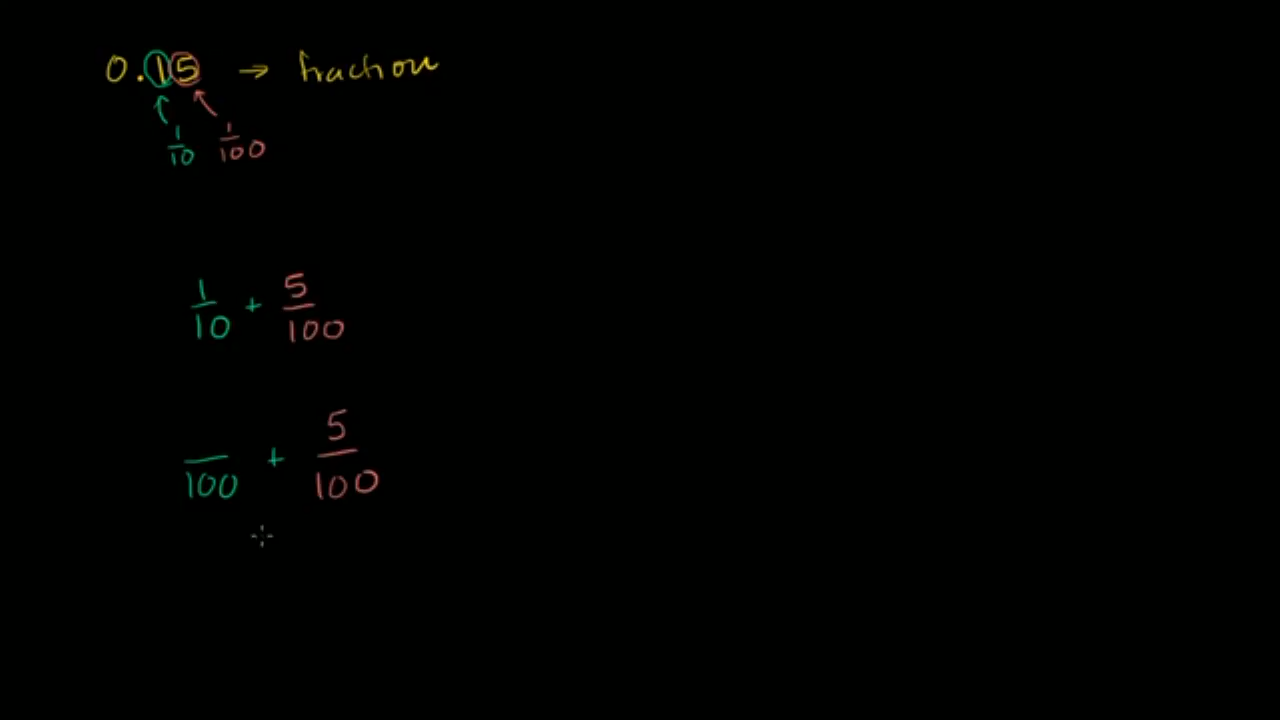 0.15 → fraction
1/10 1/100
1/10 + 5/100
/100 + 5/100